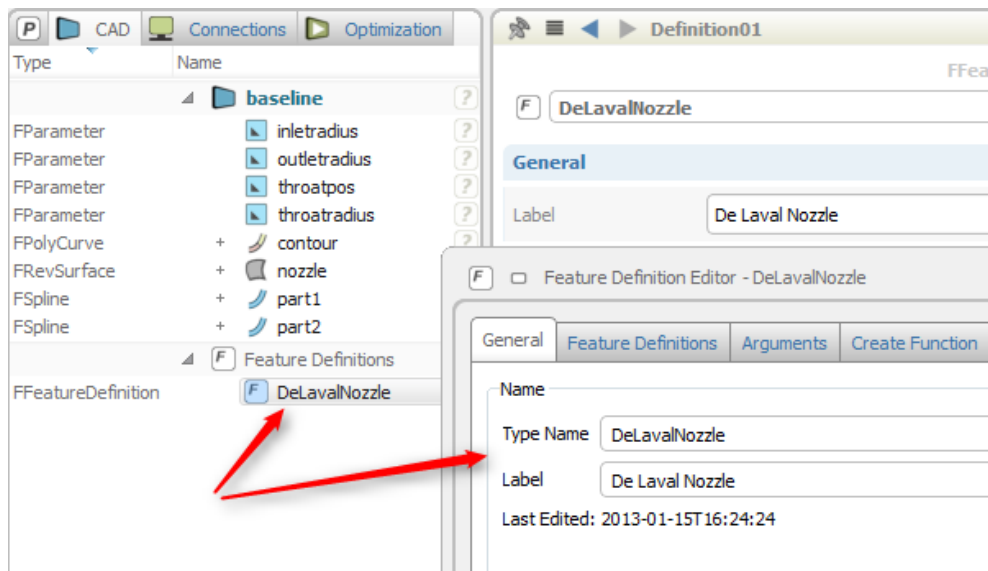 P CAD Connections Optimization
Type Name
baseline ?
FParameter inletradius ?
FParameter outletradius ?
FParameter throatpos ?
FParameter throatradius ?
FPolyCurve + contour ?
FRevSurface + nozzle
FSpline + part1
FSpline + part2
F Feature Definitions
FFeatureDefinition F DeLavalNozzle
Definition01
FFea
F DeLavalNozzle
General
Label De Laval Nozzle
F Feature Definition Editor - DeLavalNozzle
General Feature Definitions Arguments Create Function
Name
Type Name DeLavalNozzle
Label De Laval Nozzle
Last Edited: 2013-01-15T16:24:24